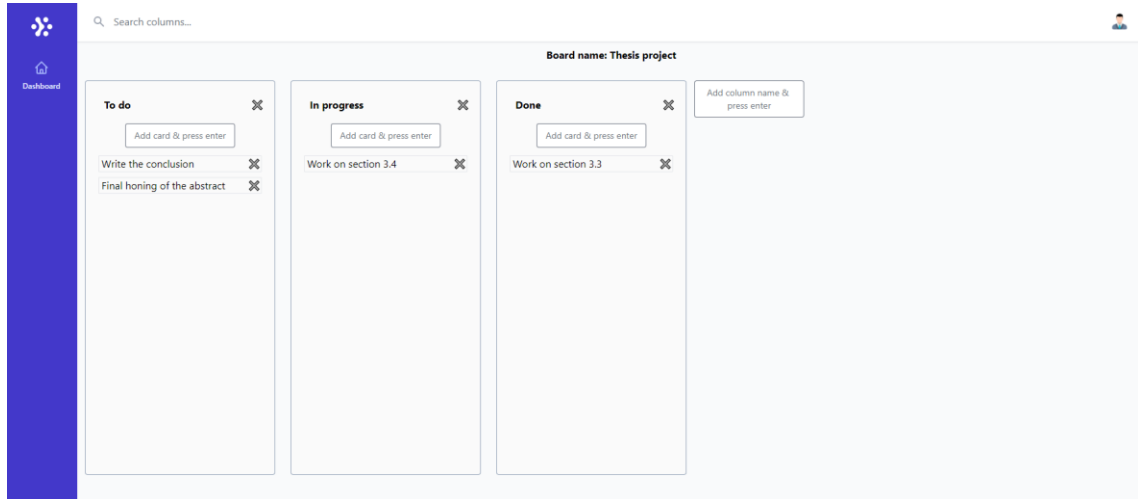 Search columns...
Dashboard
Board name: Thesis project
To do
Add card & press enter
Write the conclusion
Final honing of the abstract
In progress
Add card & press enter
Work on section 3.4
Done
Add card & press enter
Work on section 3.3
Add column name &
press enter